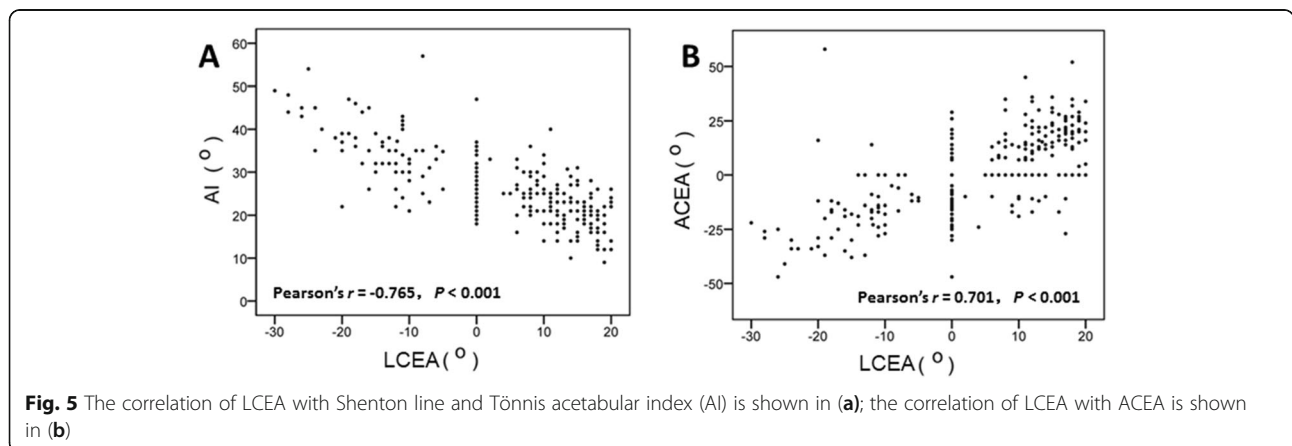 A
60
50
40
30
20
10
0
AI (°)
Pearson's r = -0.765, P < 0.001
-30 -20 -10 0 10 20
LCEA(°)
B
50
25
0
-25
-50
ACEA(°)
Pearson's r = 0.701, P < 0.001
-30 -20 -10 0 10 20
LCEA(°)
Fig. 5 The correlation of LCEA with Shenton line and Tönnis acetabular index (AI) is shown in (a); the correlation of LCEA with ACEA is shown
in (b)